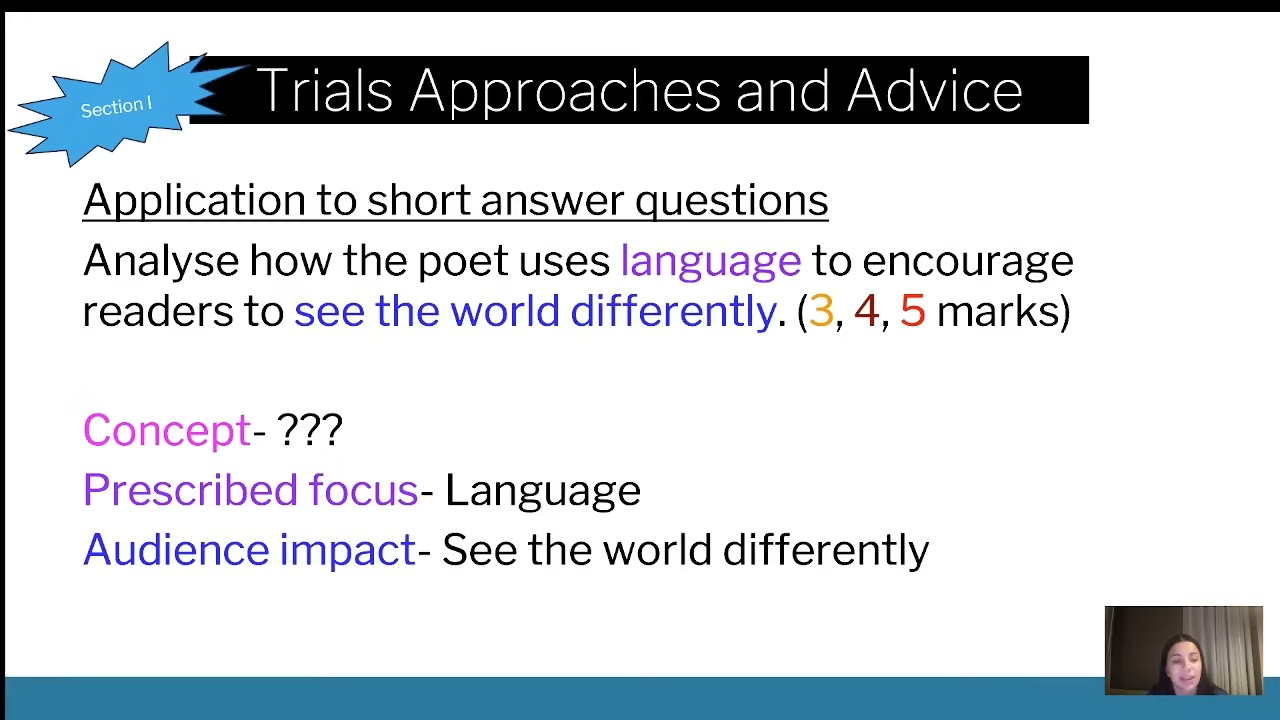 Section I
Trials Approaches and Advice
Application to short answer questions
Analyse how the poet uses language to encourage
readers to see the world differently. (3, 4, 5 marks)
Concept- ???
Prescribed focus- Language
Audience impact- See the world differently